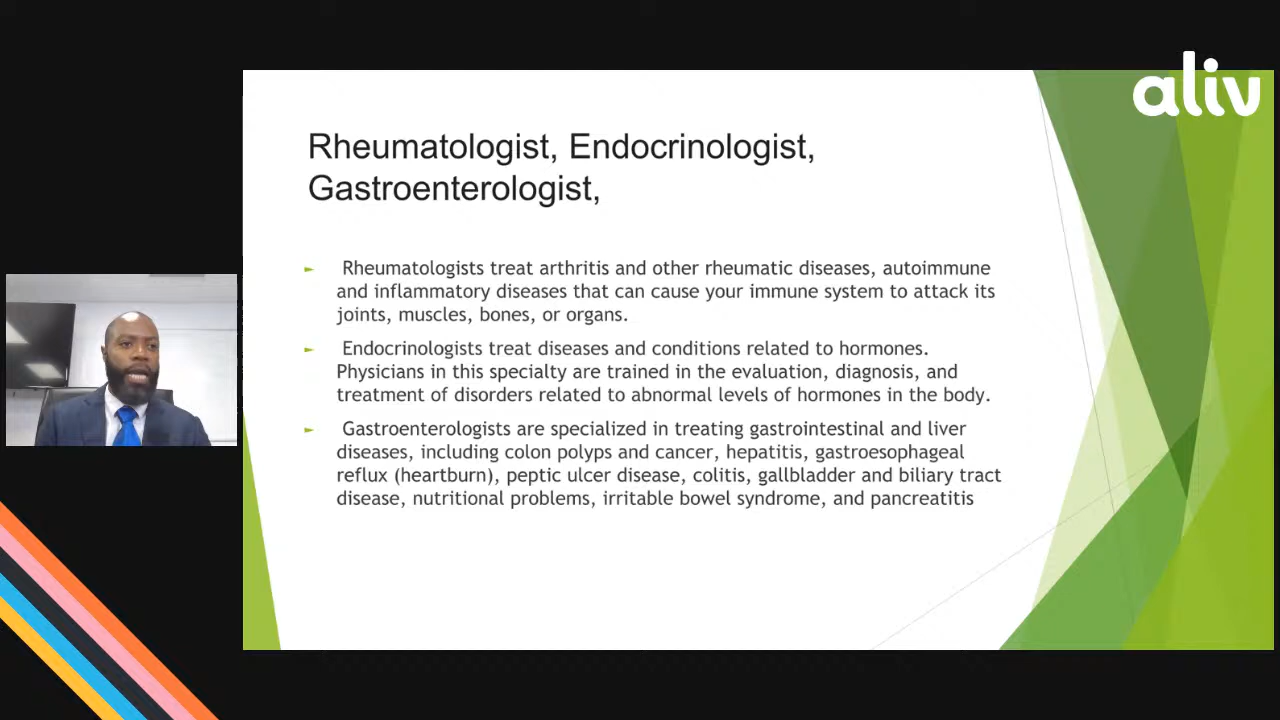 aliv
Rheumatologist, Endocrinologist,
Gastroenterologist,
Rheumatologists treat arthritis and other rheumatic diseases, autoimmune
and inflammatory diseases that can cause your immune system to attack its
joints, muscles, bones, or organs.
Endocrinologists treat diseases and conditions related to hormones.
Physicians in this specialty are trained in the evaluation, diagnosis, and
treatment of disorders related to abnormal levels of hormones in the body.
Gastroenterologists are specialized in treating gastrointestinal and liver
diseases, including colon polyps and cancer, hepatitis, gastroesophageal
reflux (heartburn), peptic ulcer disease, colitis, gallbladder and biliary tract
disease, nutritional problems, irritable bowel syndrome, and pancreatitis